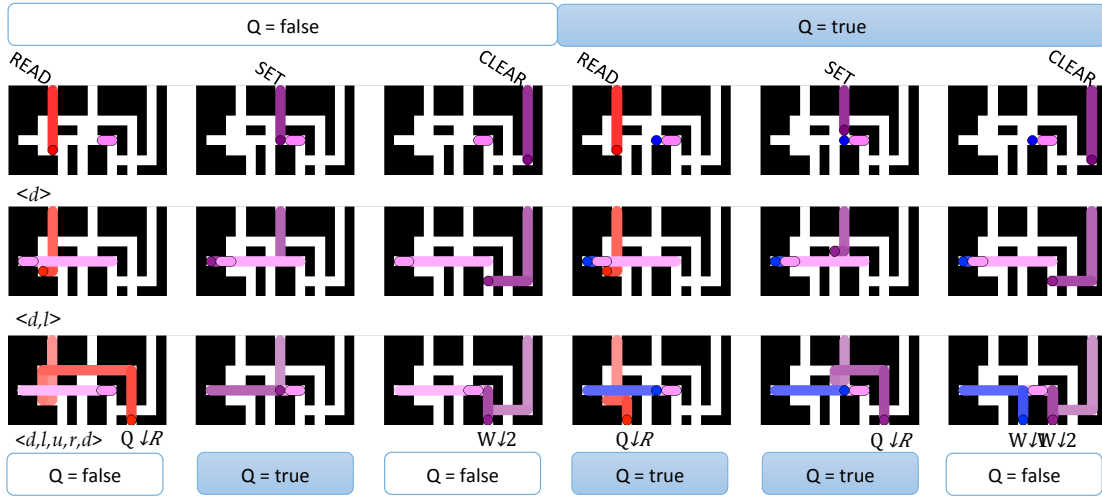 Q = false
Q = true
READ
SET
CLEAR
READ
SET
CLEAR
<d>
<d,l>
<d,l,u,r,d>
Q ↓R
W↓2
Q↓R
Q ↓R
W↓1 W↓2
Q = false
Q = true
Q = false
Q = true
Q = true
Q = false